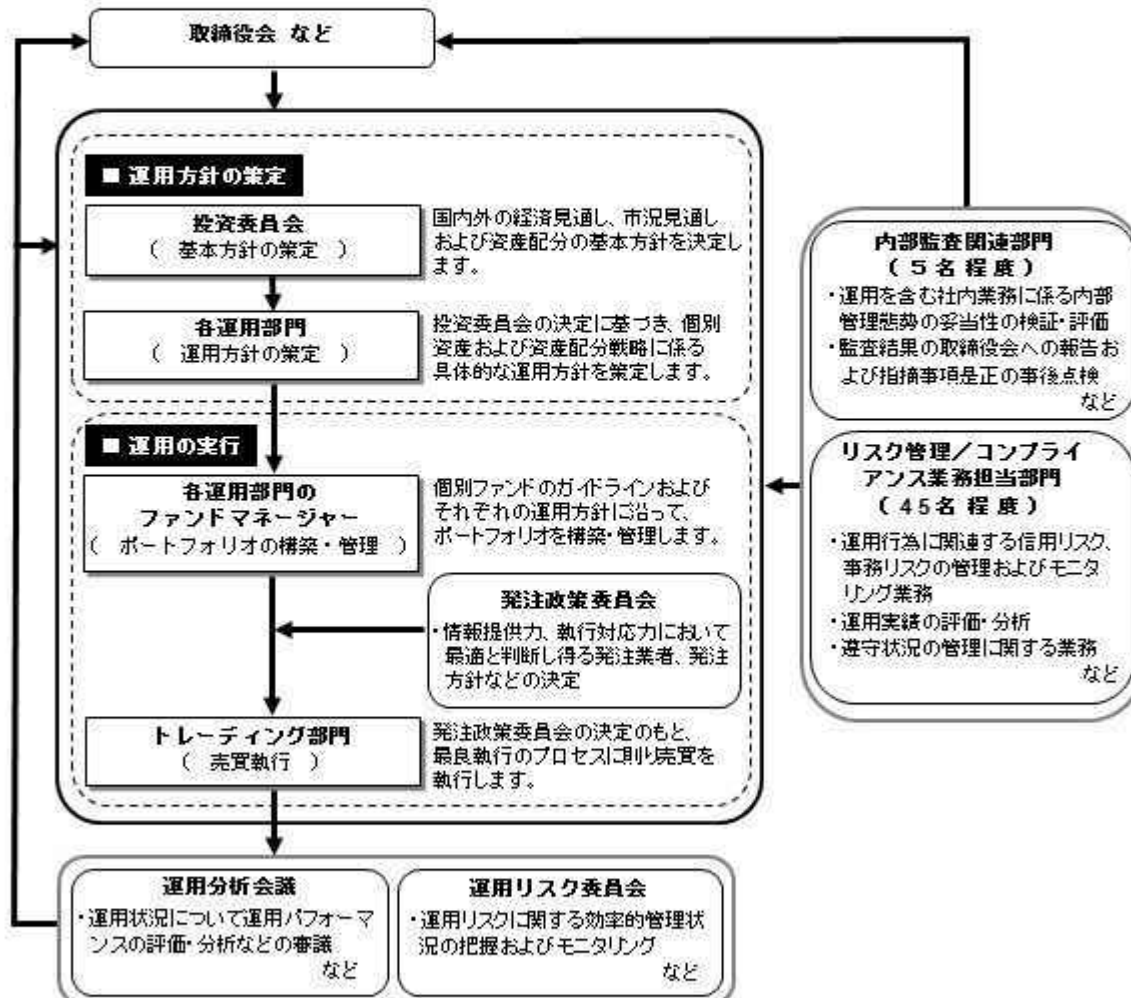 取締役会 など
■ 運用方針の策定
投資委員会
( 基本方針の策定 )
国内外の経済見通し、市況見通し
および資産配分の基本方針を決定し
ます。
各運用部門
( 運用方針の策定 )
投資委員会の決定に基づき、個別
資産および資産配分戦略に係る
具体的な運用方針を策定します。
■ 運用の実行
各運用部門の
ファンドマネージャー
( ポートフォリオの構築・管理 )
個別ファンドのガイドラインおよび
それぞれの運用方針に沿って、
ポートフォリオを構築・管理します。
発注政策委員会
・情報提供力、執行対応力において
最適と判断し得る発注業者、発注
方針などの決定
トレーディング部門
( 売買執行 )
発注政策委員会の決定のもと、
最良執行のプロセスに則り売買を
執行します。
内部監査関連部門
( 5名程度 )
・運用を含む社内業務に係る内部
管理態勢の妥当性の検証・評価
・監査結果の取締役会への報告お
よび指摘事項是正の事後点検
など
リスク管理/コンプライ
アンス業務担当部門
( 45名程度 )
・運用行為に関連する信用リスク、
事務リスクの管理およびモニタ
リング業務
・運用実績の評価・分析
・遵守状況の管理に関する業務
など
運用分析会議
・運用状況について運用パフォーマ
ンスの評価・分析などの審議
など
運用リスク委員会
・運用リスクに関する効率的管理状
況の把握およびモニタリング
など